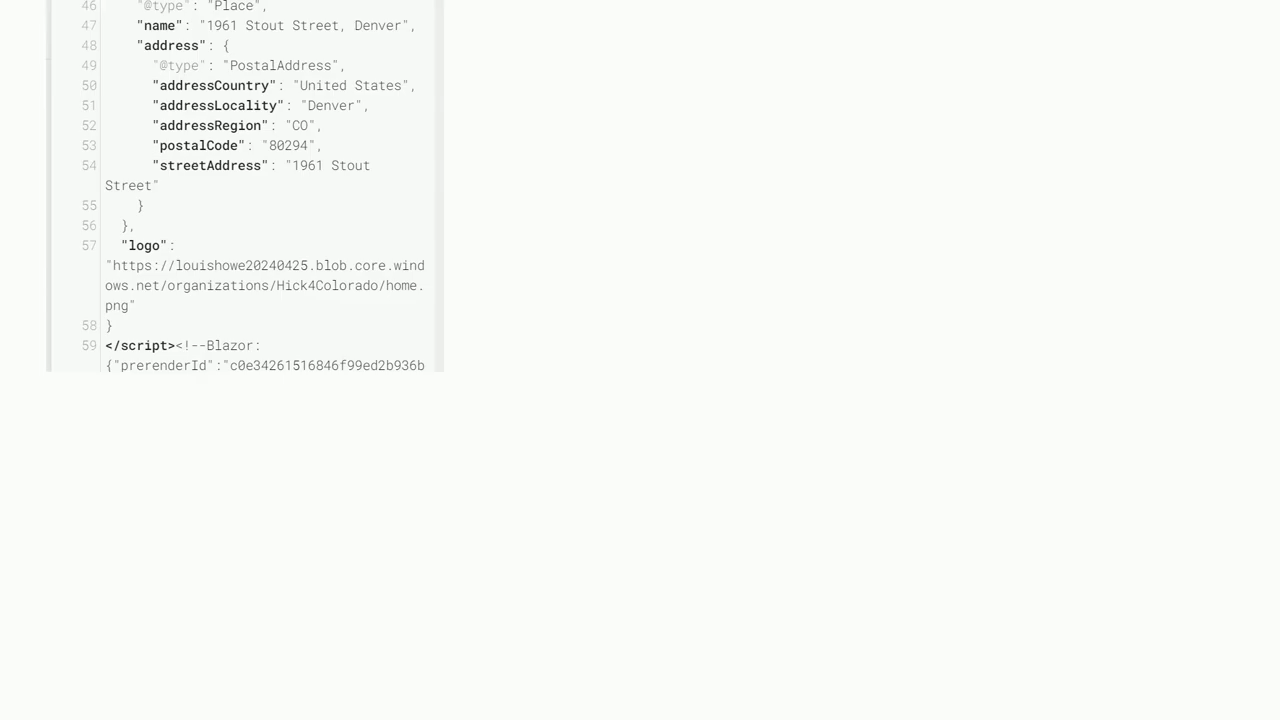 46 "@type": "Place",
47 "name": "1961 Stout Street, Denver",
48 "address": {
49 "@type": "PostalAddress",
50 "addressCountry": "United States",
51 "addressLocality": "Denver",
52 "addressRegion": "CO",
53 "postalCode": "80294",
54 "streetAddress": "1961 Stout
Street"
55 }
56 },
57 "logo":
"https://louishowe20240425.blob.core.wind
ows.net/organizations/Hick4Colorado/home.
png"
58 }
59 </script><!--Blazor:
{"prerenderId":"c0e34261516846f99ed2b936b